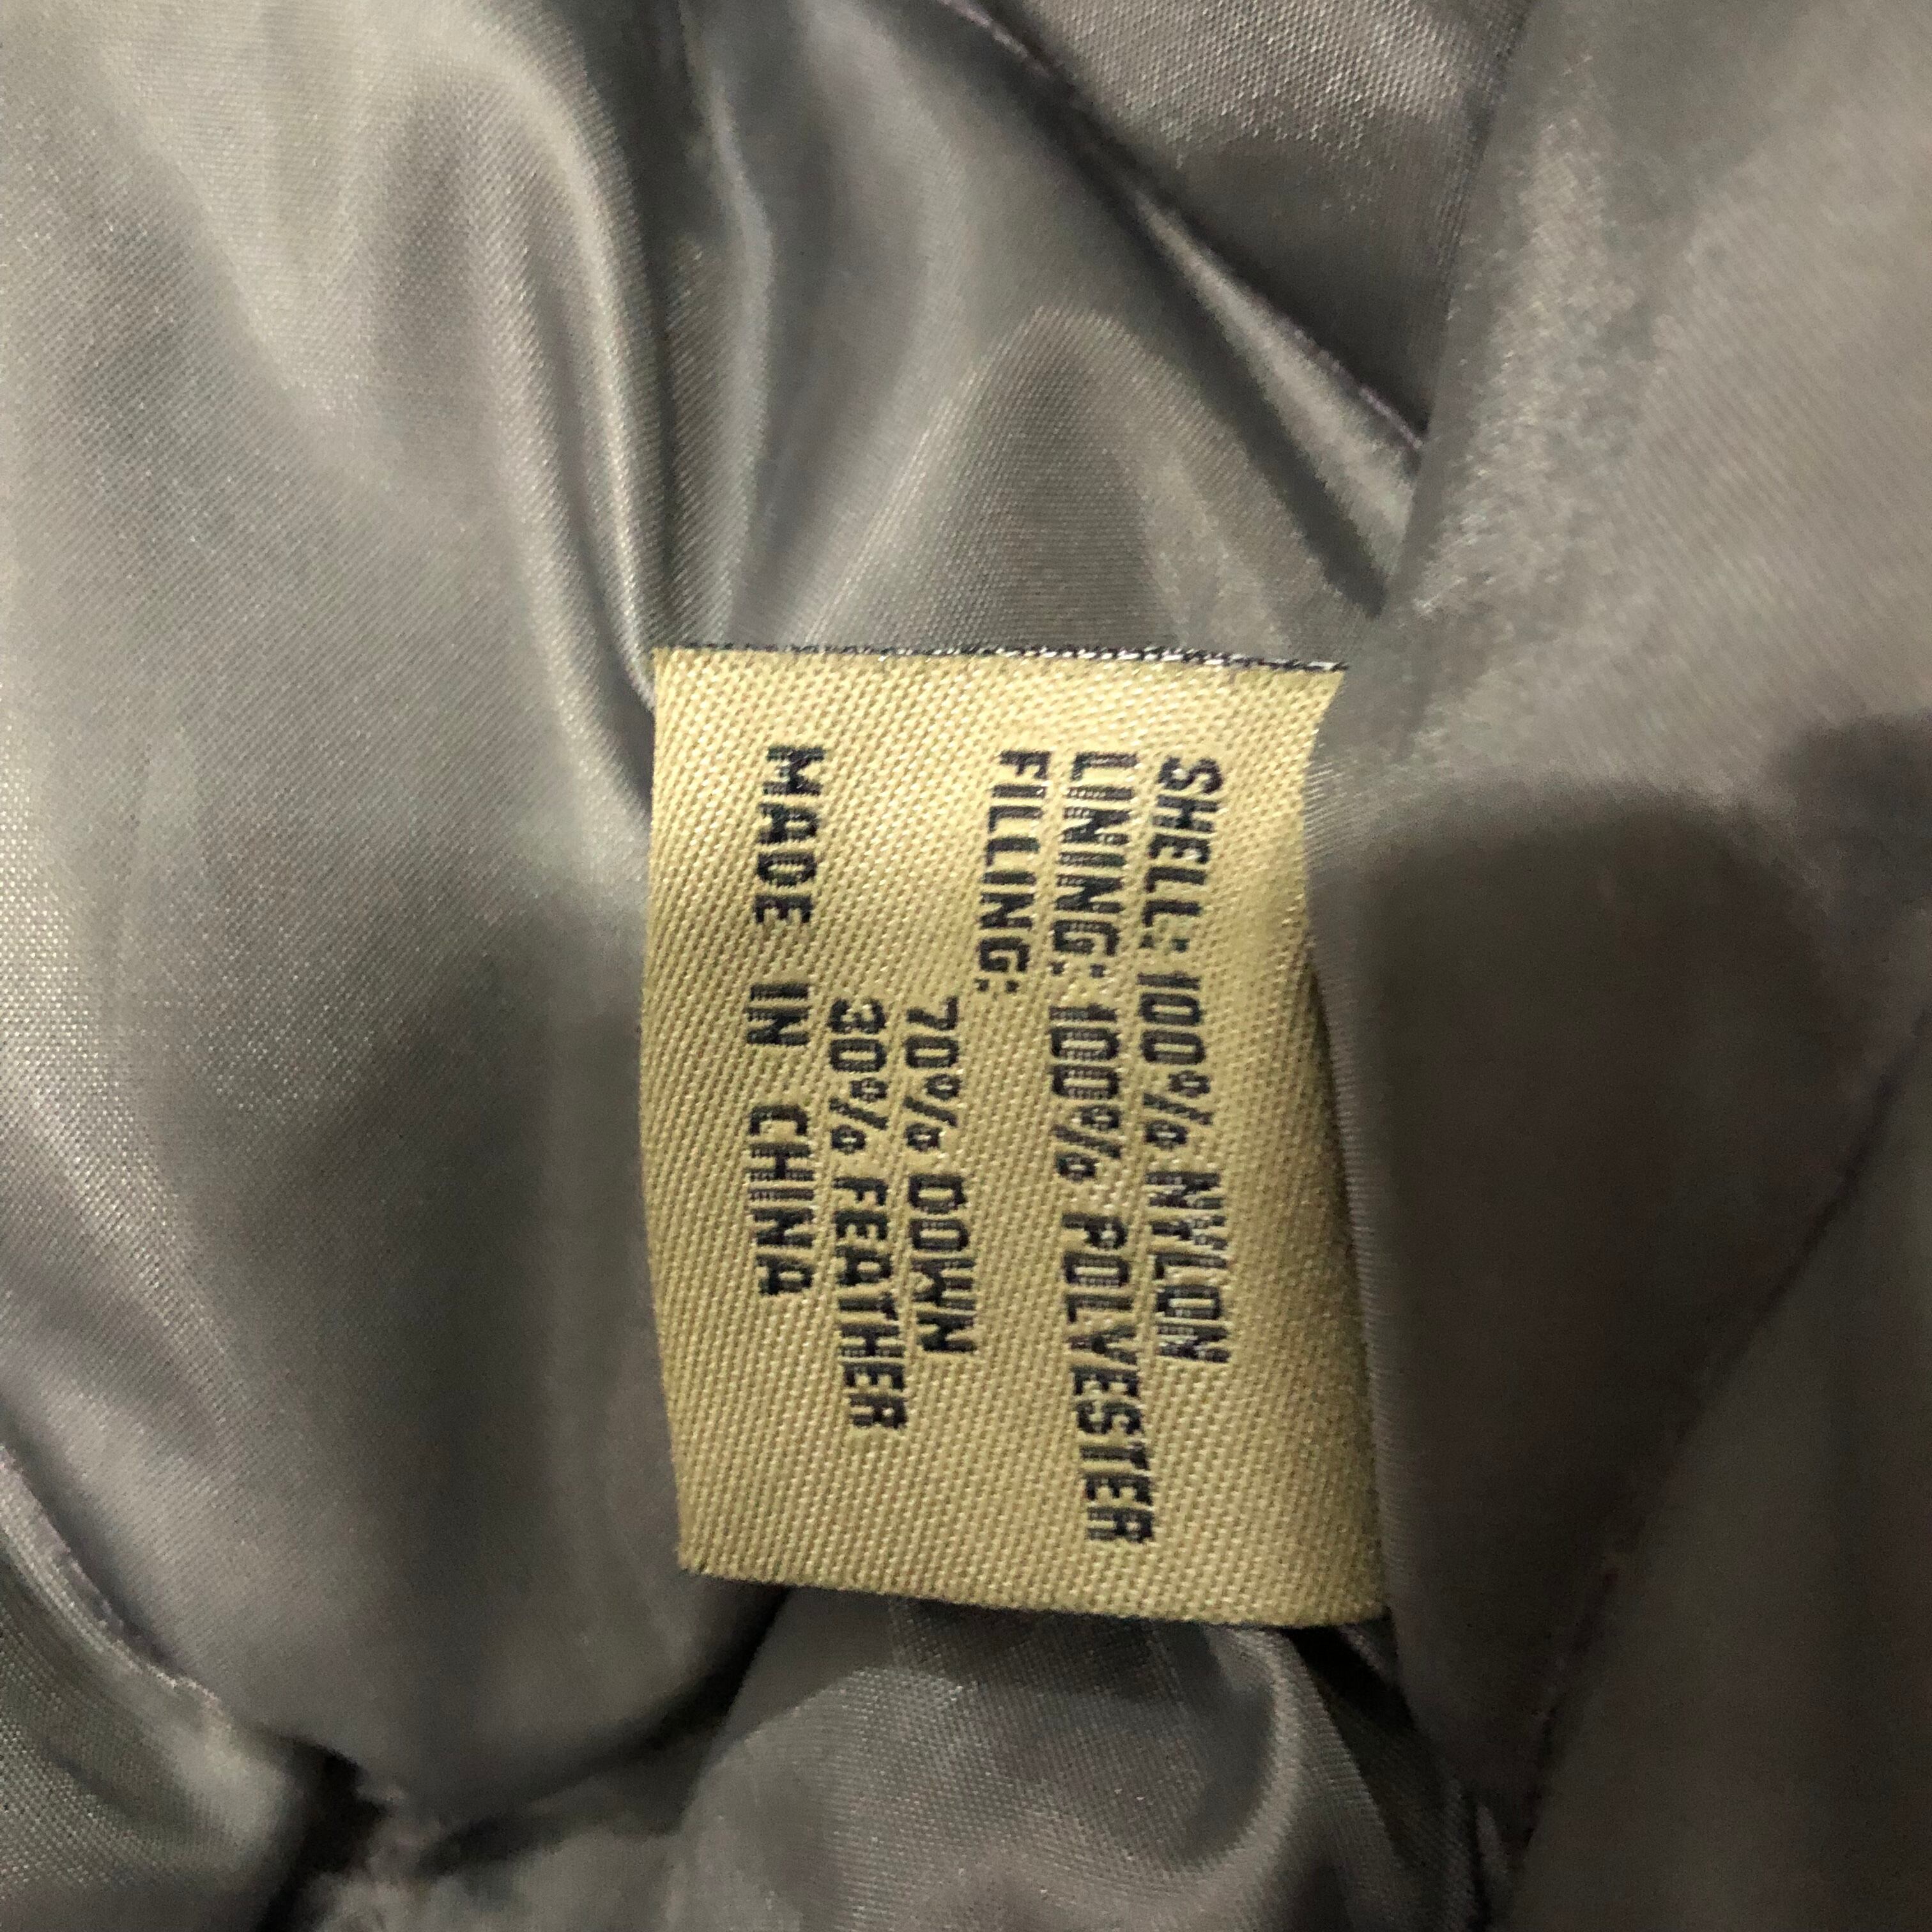 SHELL: 100% NYLON
LINING: 100% POLYESTER
FILLING:
70% DOWN
30% FEATHER
MADE IN CHINA